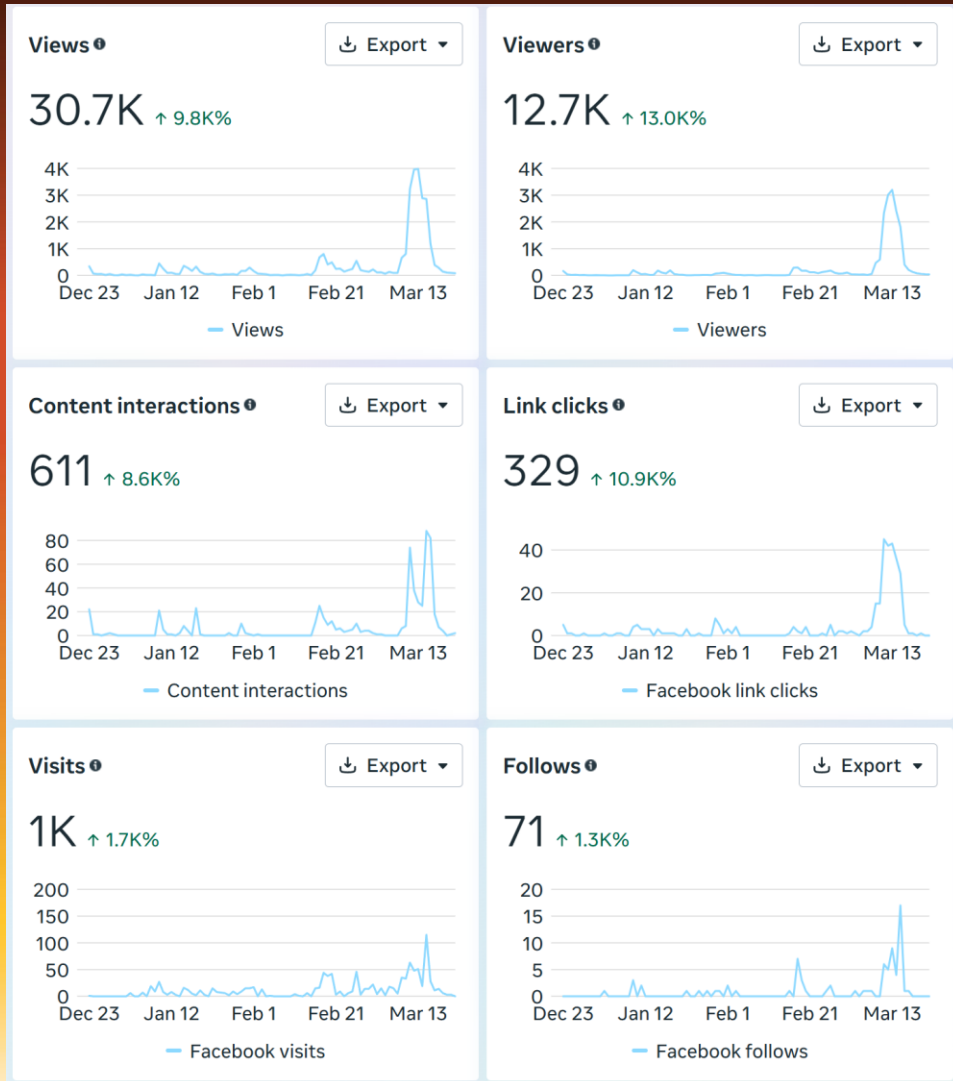 Views
Export
30.7K ↑ 9.8K%
4K
3K
2K
1K
0
Dec 23 Jan 12 Feb 1 Feb 21 Mar 13
Views
Viewers
Export
12.7K ↑ 13.0K%
4K
3K
2K
1K
0
Dec 23 Jan 12 Feb 1 Feb 21 Mar 13
Viewers
Content interactions
Export
611 ↑ 8.6K%
80
60
40
20
0
Dec 23 Jan 12 Feb 1 Feb 21 Mar 13
Content interactions
Link clicks
Export
329 ↑ 10.9K%
40
20
0
Dec 23 Jan 12 Feb 1 Feb 21 Mar 13
Facebook link clicks
Visits
Export
1K ↑ 1.7K%
200
150
100
50
0
Dec 23 Jan 12 Feb 1 Feb 21 Mar 13
Facebook visits
Follows
Export
71 ↑ 1.3K%
20
15
10
5
0
Dec 23 Jan 12 Feb 1 Feb 21 Mar 13
Facebook follows